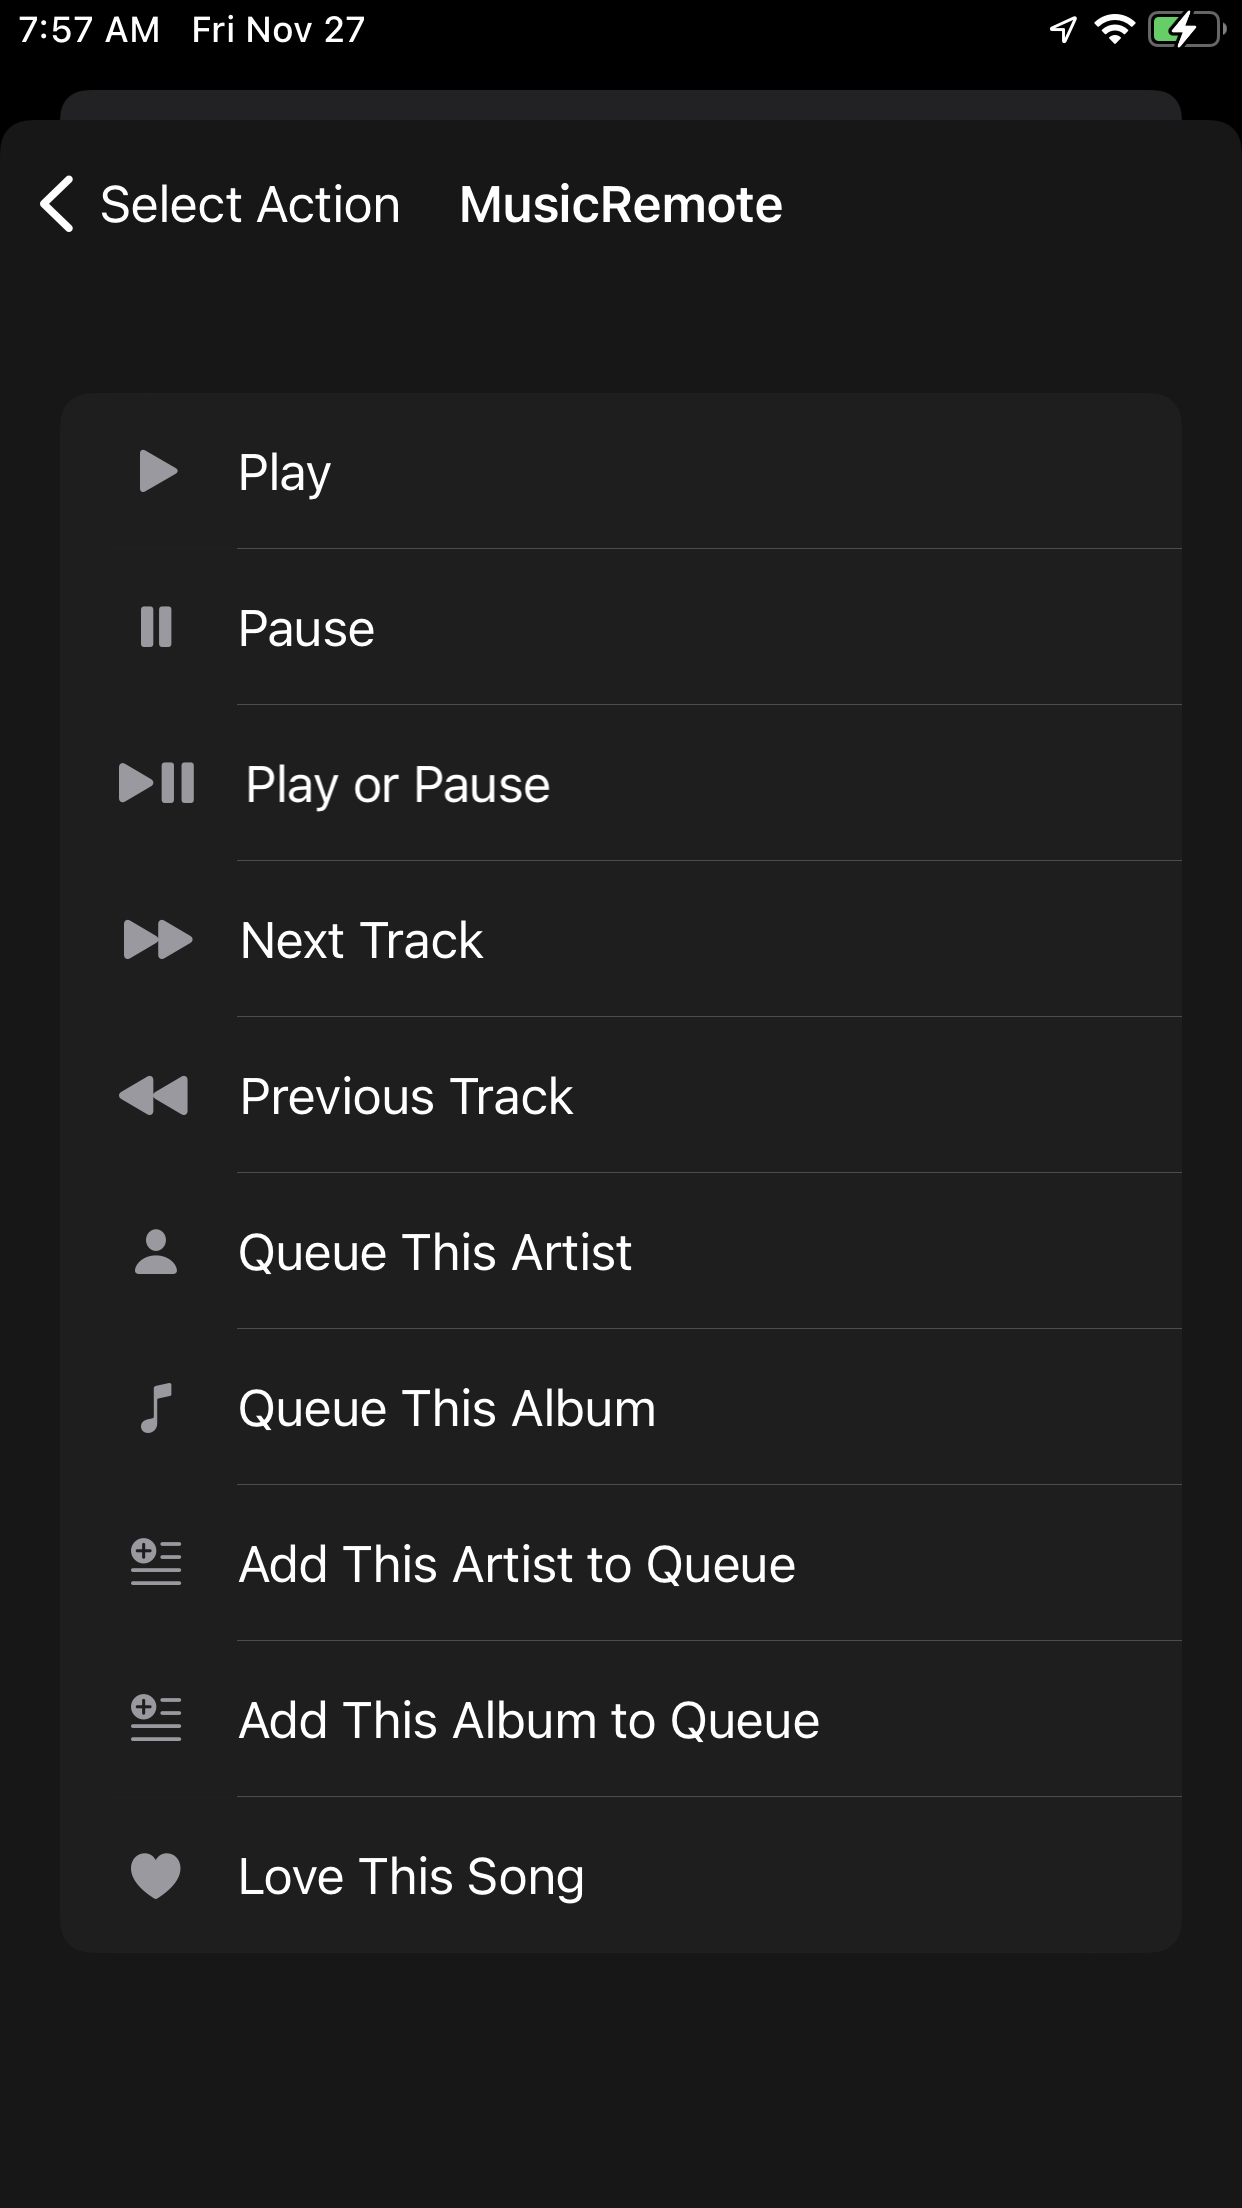 7:57 AM Fri Nov 27
Select Action MusicRemote
Play
Pause
Play or Pause
Next Track
Previous Track
Queue This Artist
Queue This Album
Add This Artist to Queue
Add This Album to Queue
Love This Song